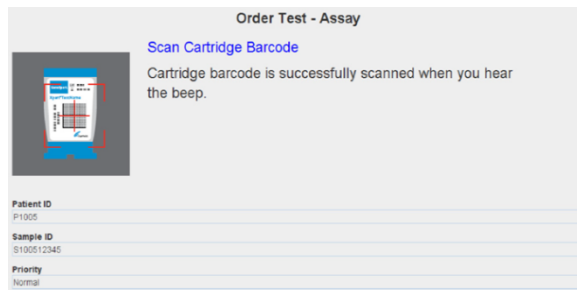 Order Test - Assay
Scan Cartridge Barcode
Cartridge barcode is successfully scanned when you hear
the beep.
Patient ID
P1005
Sample ID
S100512345
Priority
Normal